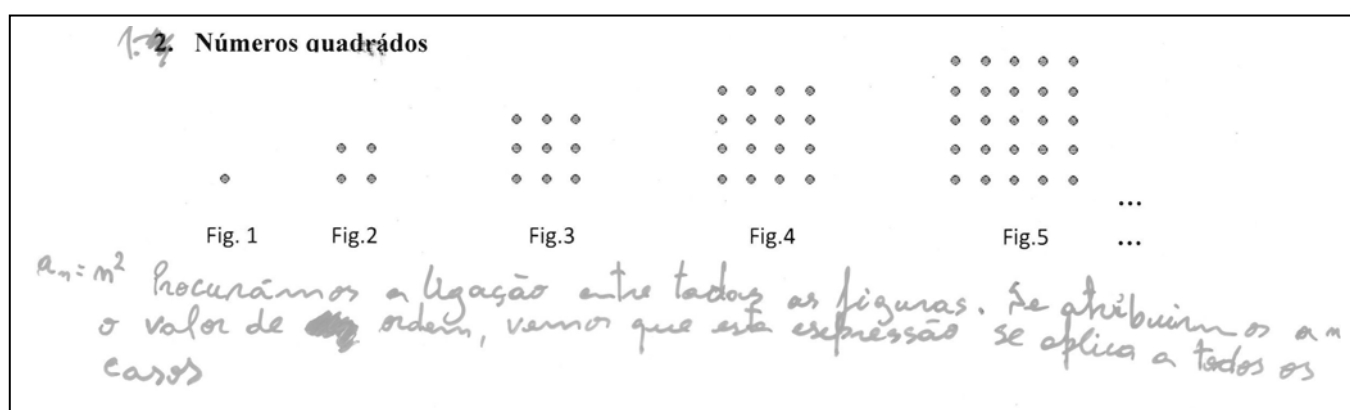 1. 2. Números quadrádos
...
Fig. 1 Fig.2 Fig.3 Fig.4 Fig.5 ...
aₙ = n² Procurámos a ligação entre todas as figuras. Se atribuirmos a n
o valor de ordem, vemos que esta expressão se aplica a todos os
casos